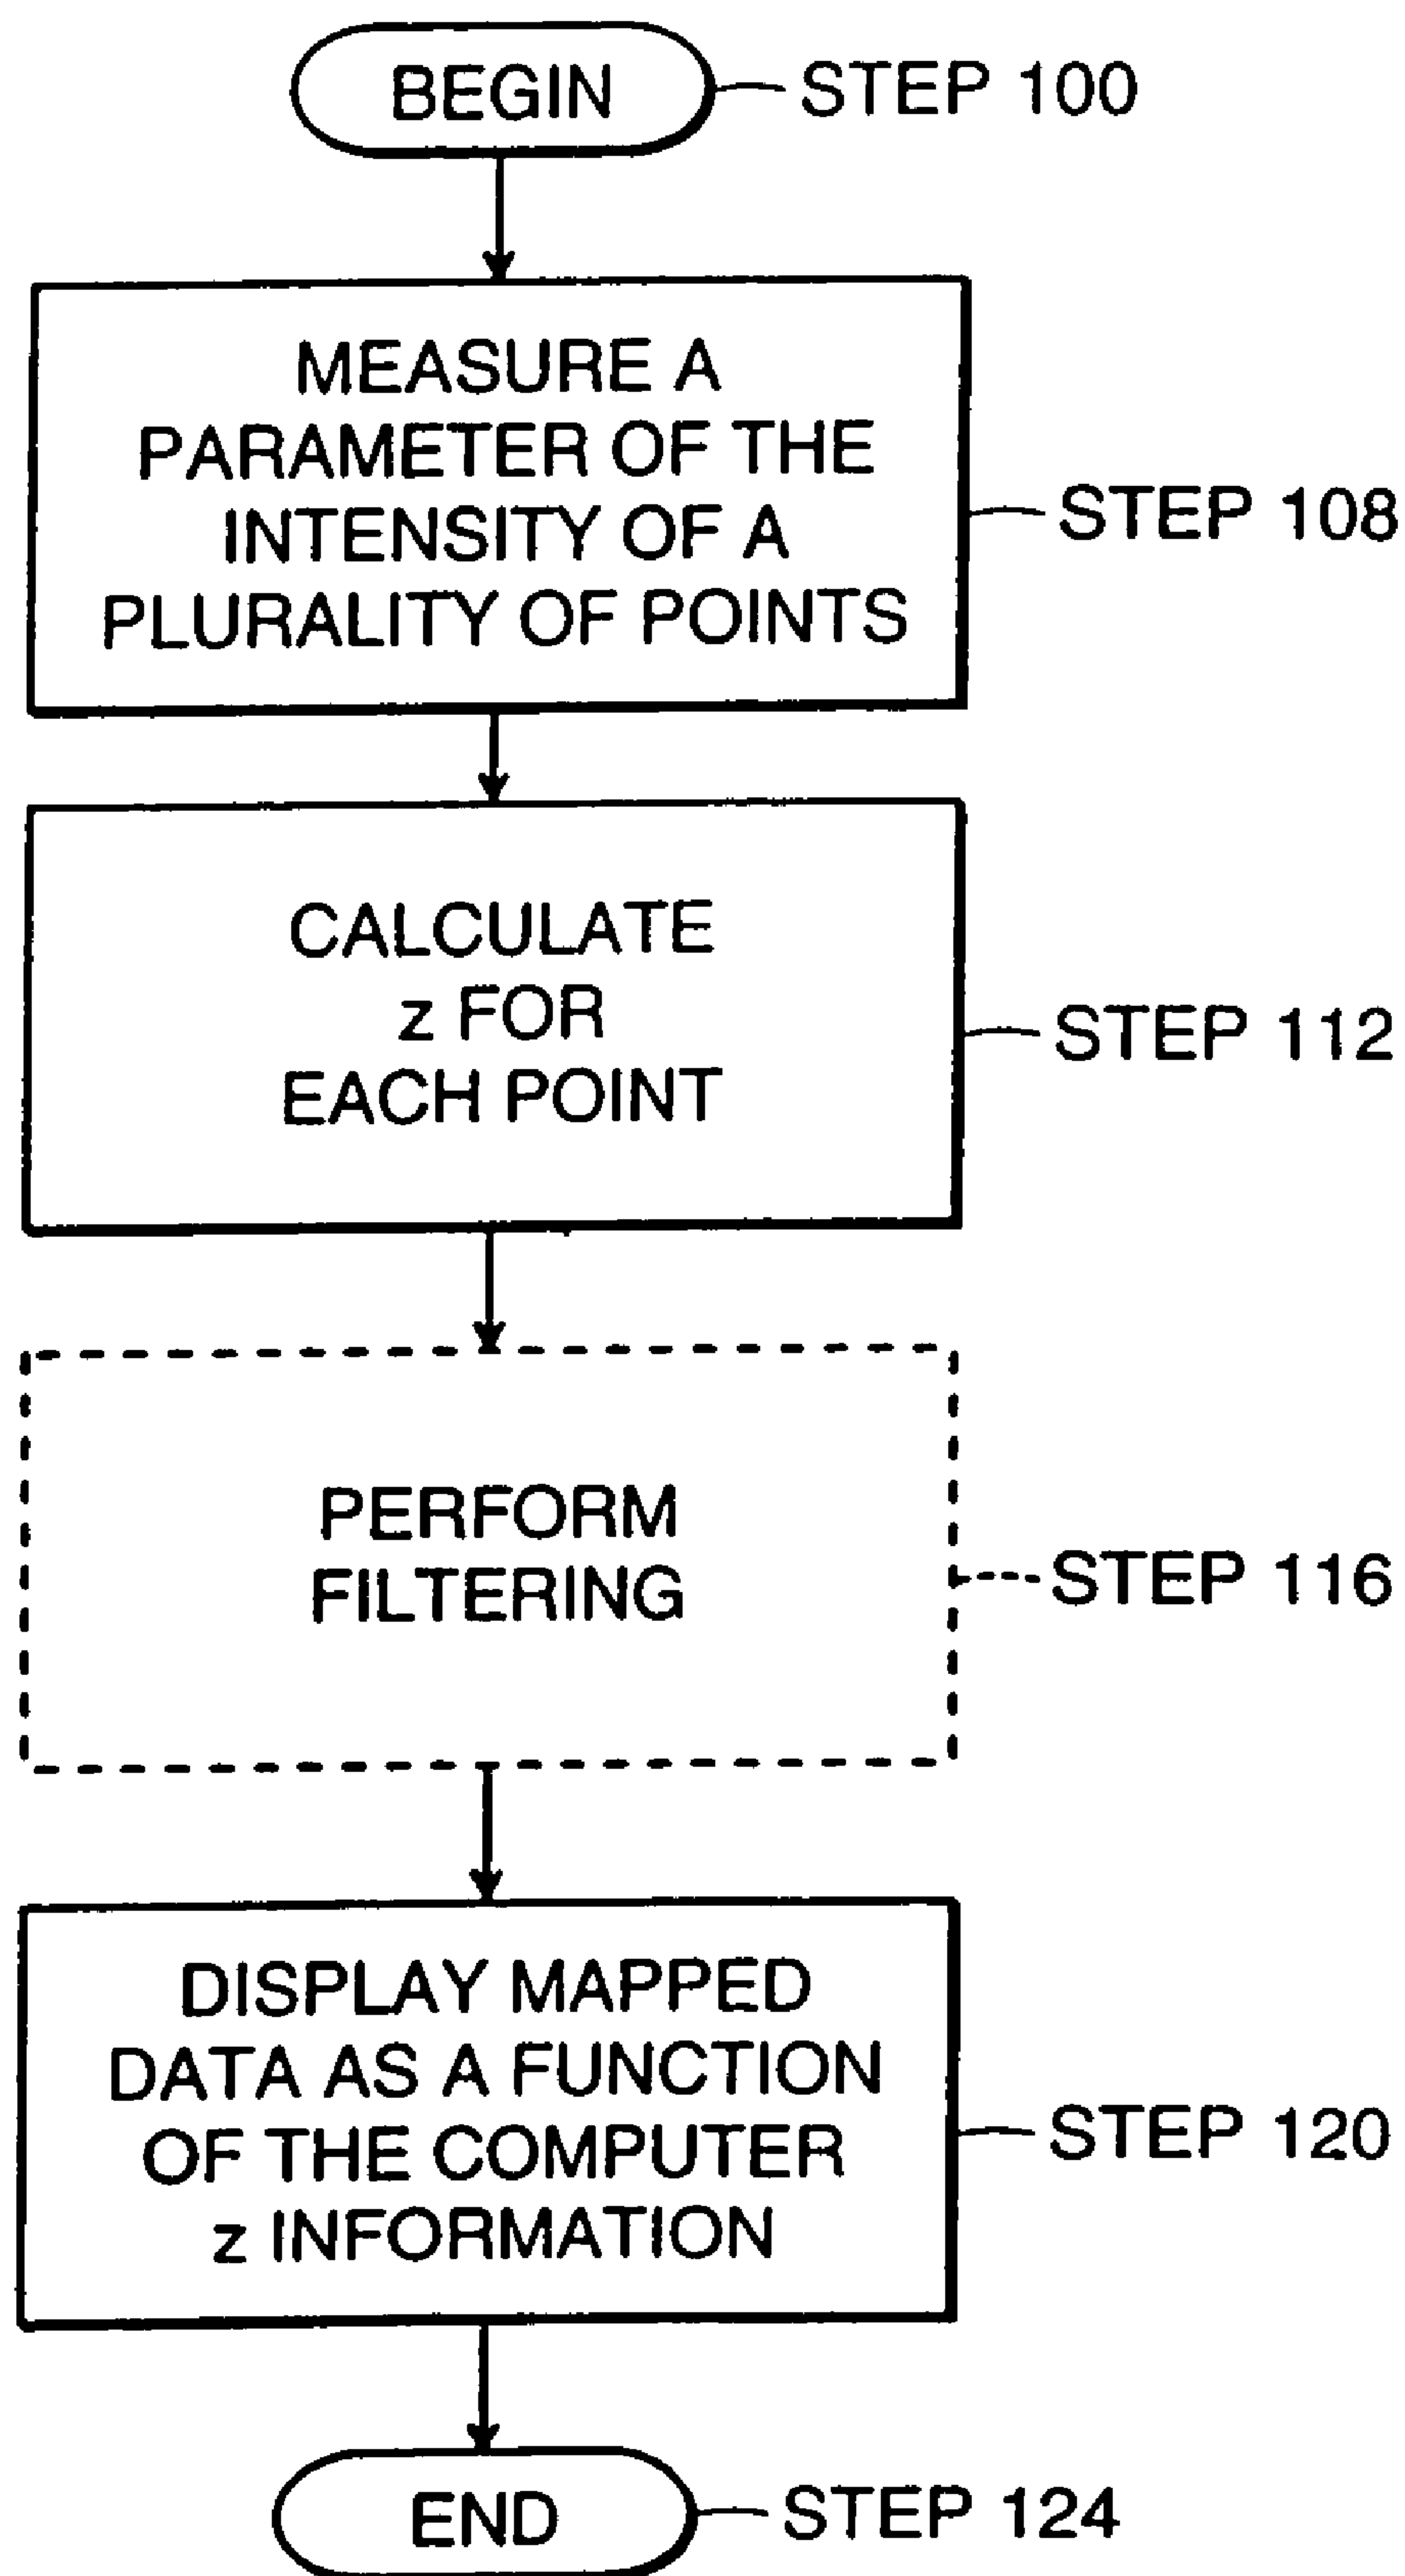 BEGIN
STEP 100
MEASURE A
PARAMETER OF THE
INTENSITY OF A
PLURALITY OF POINTS
STEP 108
CALCULATE
z FOR
EACH POINT
STEP 112
PERFORM
FILTERING
STEP 116
DISPLAY MAPPED
DATA AS A FUNCTION
OF THE COMPUTER
z INFORMATION
STEP 120
END
STEP 124